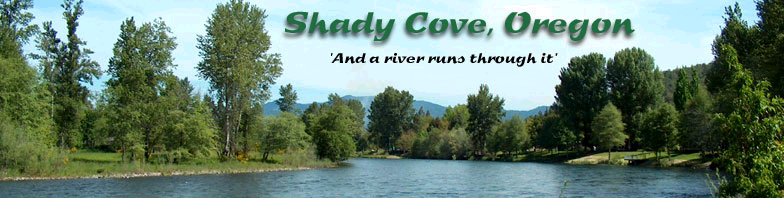 Shady Cove, Oregon
'And a river runs through it'